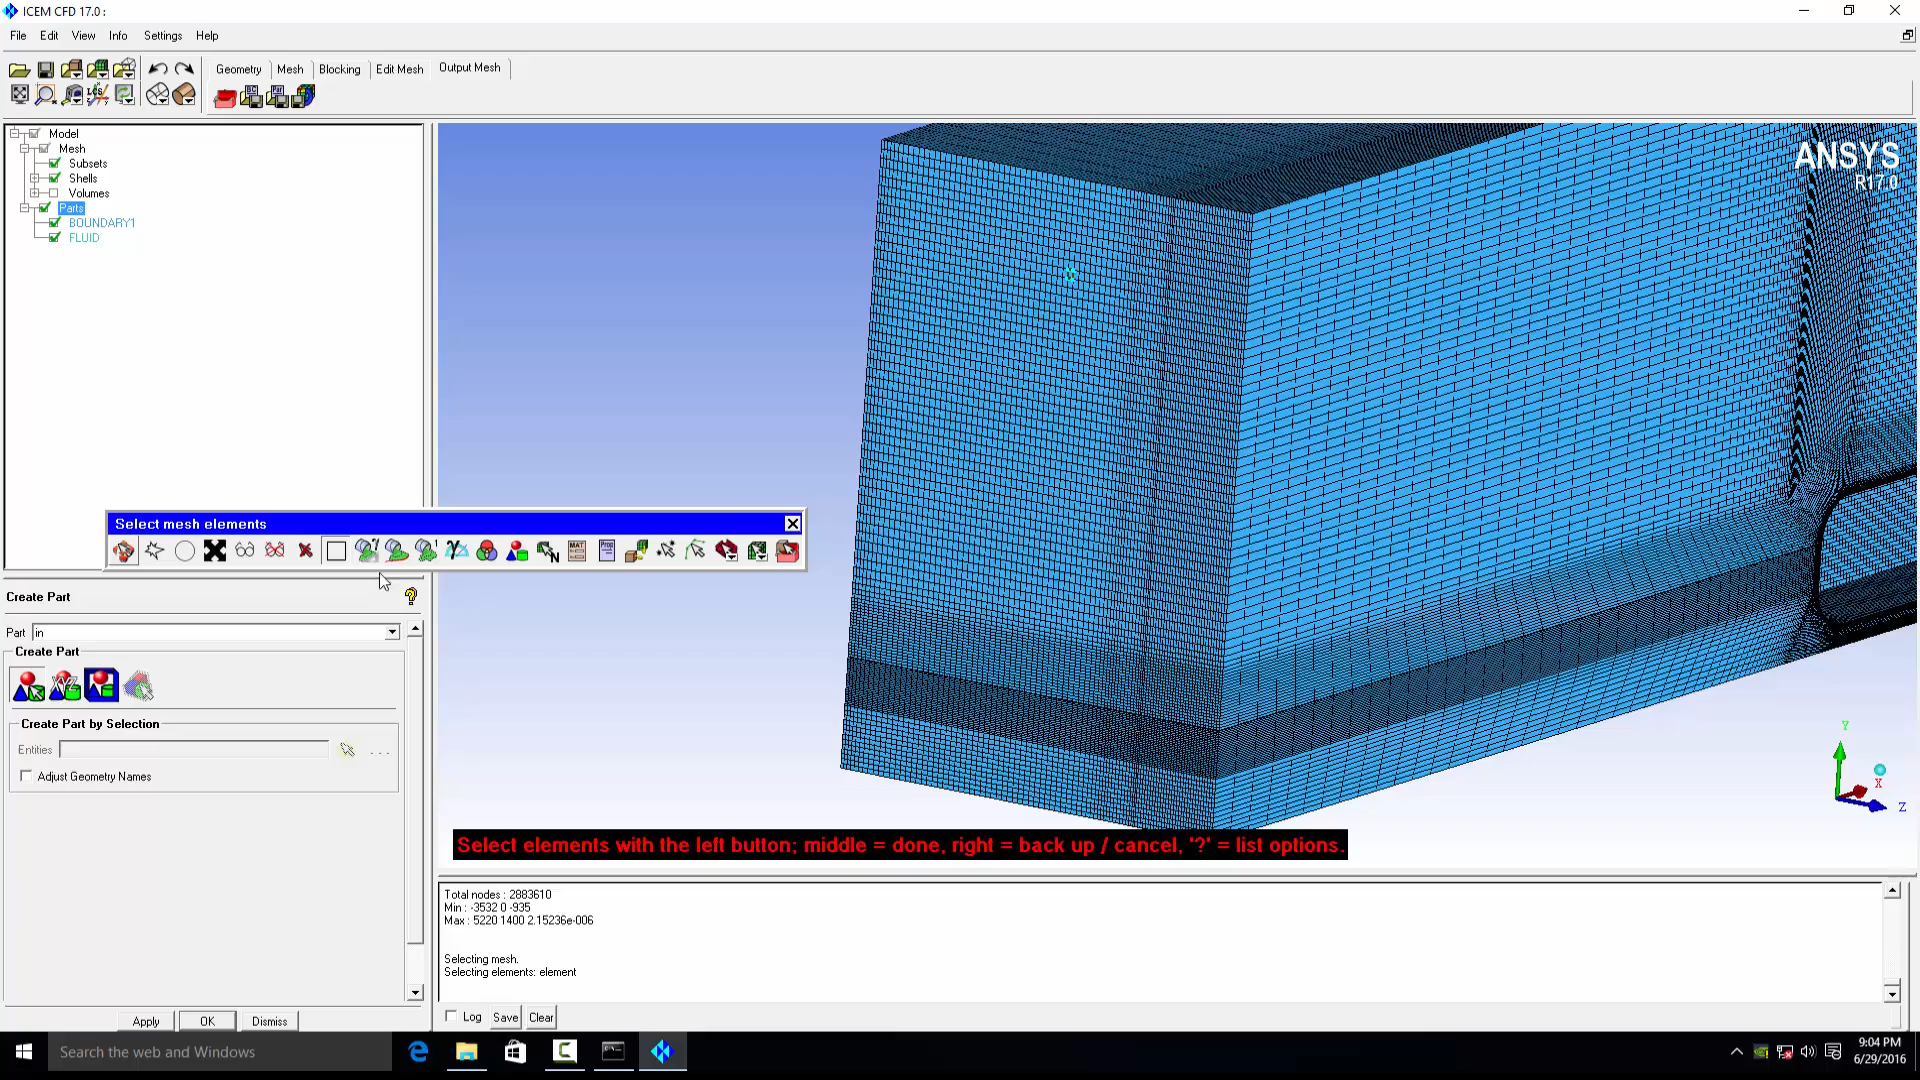 ICEM CFD 17.0 :
File Edit View Info Settings Help
Geometry Mesh Blocking Edit Mesh Output Mesh
Model
Mesh
Subsets
Shells
Volumes
Parts
BOUNDARY1
FLUID
ANSYS
R17.0
Select mesh elements
Create Part
Part in
Create Part
Create Part by Selection
Entities
Adjust Geometry Names
Apply OK Dismiss
Y
X
Z
Select elements with the left button; middle = done, right = back up / cancel, '?' = list options.
Total nodes : 2883610
Min : -3532 0 -935
Max : 5220 1400 2.15236e-006
Selecting mesh.
Selecting elements: element
Log Save Clear
Search the web and Windows
9:04 PM
6/29/2016